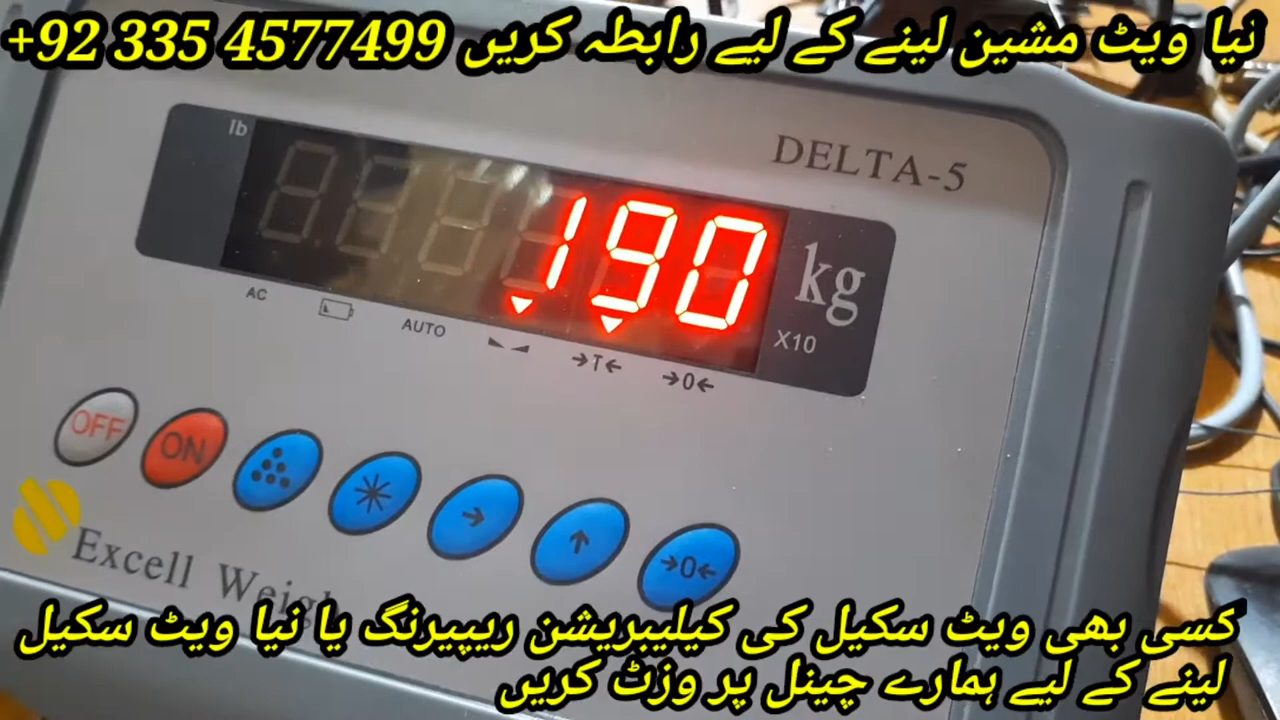 نیا ویٹ مشین لینے کے لیے رابطہ کریں +92 335 4577499
lb
DELTA-5
190
kg
X10
AC
AUTO
→T←
→0←
OFF
ON
→0←
Excell Weigh
کسی بھی ویٹ سکیل کی کیلیبریشن ریپیرنگ یا نیا ویٹ سکیل
لینے کے لیے ہمارے چینل پر وزٹ کریں